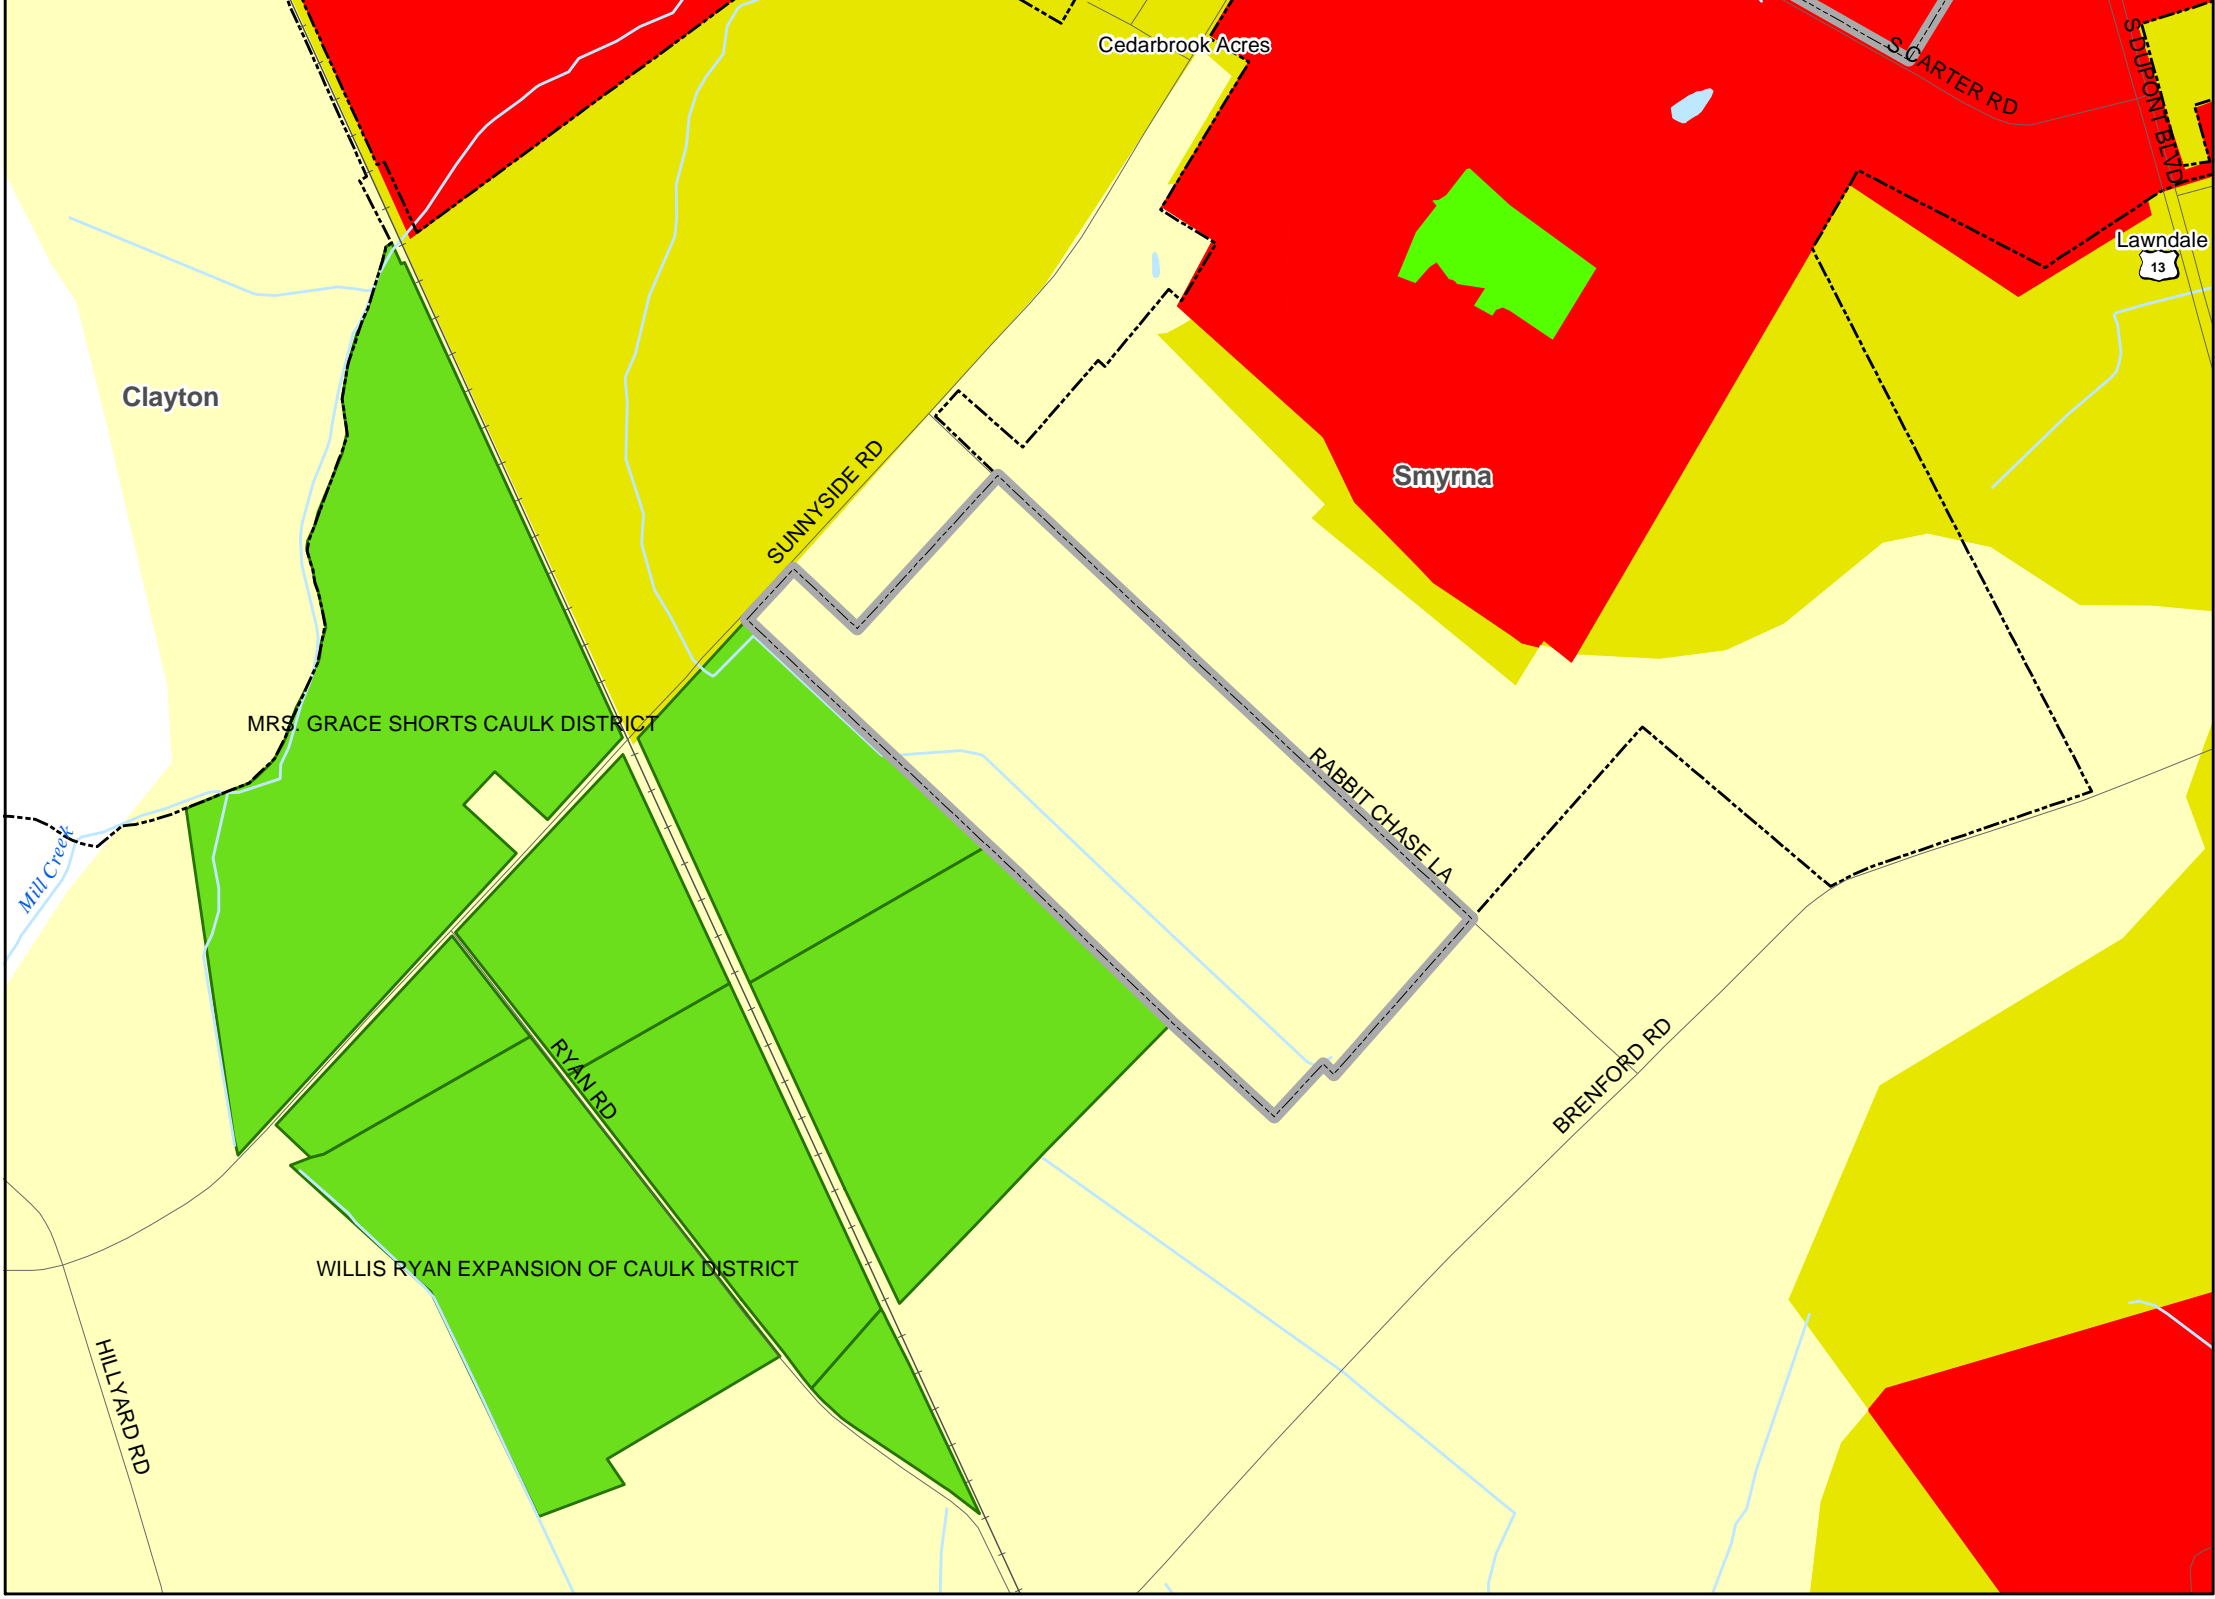 Cedarbrook Acres
S CARTER RD
S DUPONT BLVD
Lawndale
13
Clayton
SUNNYSIDE RD
Smyrna
MRS. GRACE SHORTS CAULK DISTRICT
RABBIT CHASE LA
Mill Creek
RYAN RD
BRENFORD RD
WILLIS RYAN EXPANSION OF CAULK DISTRICT
HILLYARD RD